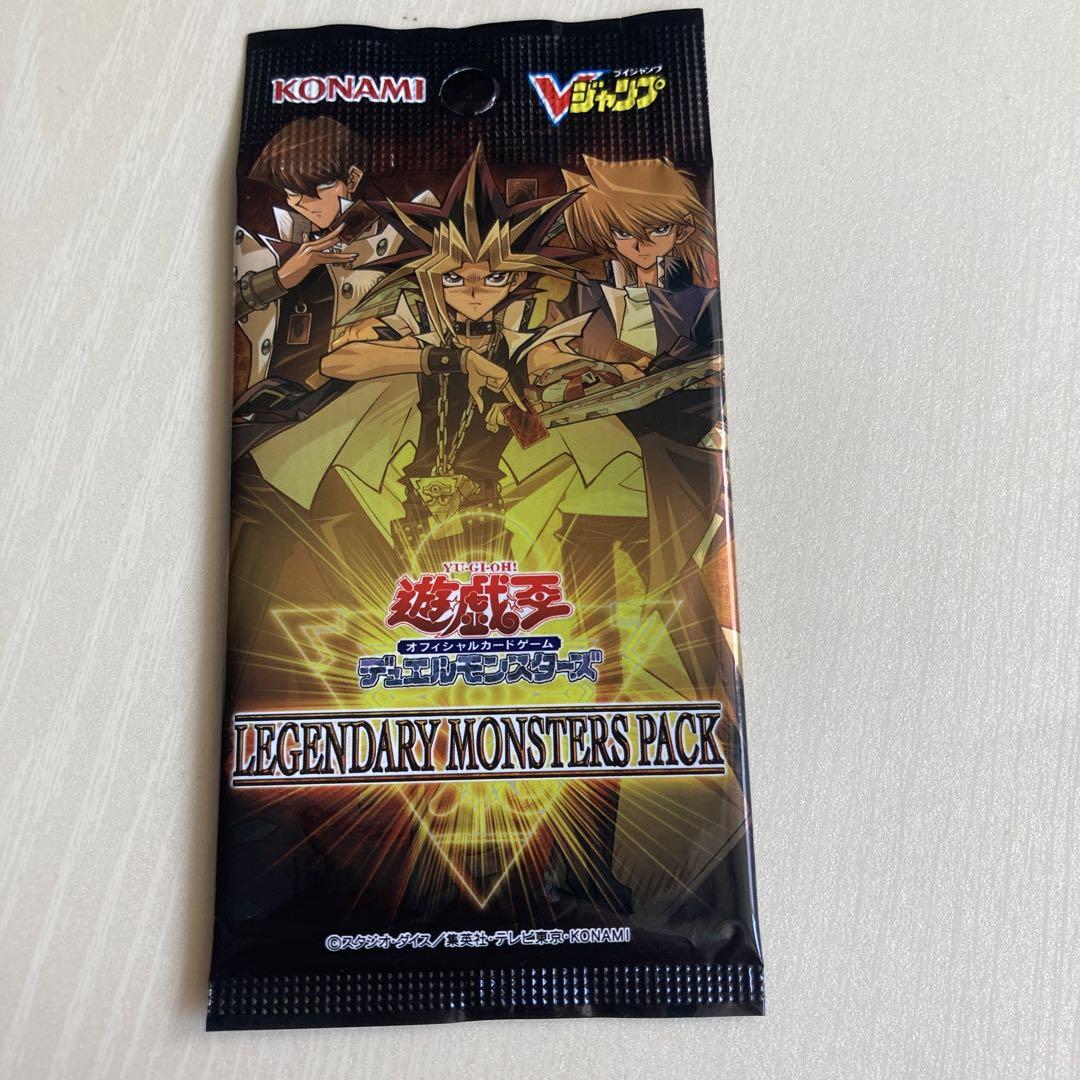 KONAMI
ブイジャンプ
Vジャンプ
YU-GI-OH!
遊☆戯☆王
オフィシャルカードゲーム
デュエルモンスターズ
LEGENDARY MONSTERS PACK
©スタジオ・ダイス/集英社・テレビ東京・KONAMI